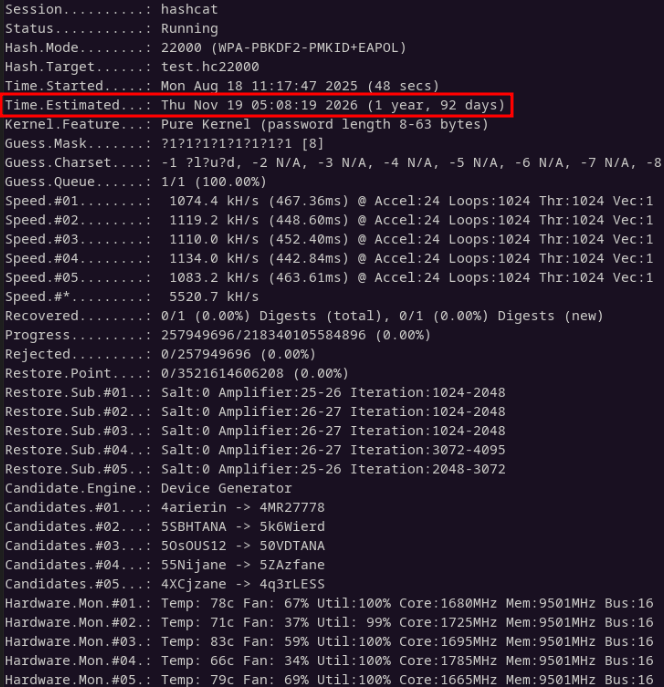 Session..........: hashcat
Status...........: Running
Hash.Mode........: 22000 (WPA-PBKDF2-PMKID+EAPOL)
Hash.Target......: test.hc22000
Time.Started.....: Mon Aug 18 11:17:47 2025 (48 secs)
Time.Estimated...: Thu Nov 19 05:08:19 2026 (1 year, 92 days)
Kernel.Feature...: Pure Kernel (password length 8-63 bytes)
Guess.Mask.......: ?1?1?1?1?1?1?1?1 [8]
Guess.Charset....: -1 ?l?u?d, -2 N/A, -3 N/A, -4 N/A, -5 N/A, -6 N/A, -7 N/A, -8
Guess.Queue......: 1/1 (100.00%)
Speed.#01........:  1074.4 kH/s (467.36ms) @ Accel:24 Loops:1024 Thr:1024 Vec:1
Speed.#02........:  1119.2 kH/s (448.60ms) @ Accel:24 Loops:1024 Thr:1024 Vec:1
Speed.#03........:  1110.0 kH/s (452.40ms) @ Accel:24 Loops:1024 Thr:1024 Vec:1
Speed.#04........:  1134.0 kH/s (442.84ms) @ Accel:24 Loops:1024 Thr:1024 Vec:1
Speed.#05........:  1083.2 kH/s (463.61ms) @ Accel:24 Loops:1024 Thr:1024 Vec:1
Speed.#*.........:  5520.7 kH/s
Recovered........: 0/1 (0.00%) Digests (total), 0/1 (0.00%) Digests (new)
Progress.........: 257949696/218340105584896 (0.00%)
Rejected.........: 0/257949696 (0.00%)
Restore.Point....: 0/3521614606208 (0.00%)
Restore.Sub.#01..: Salt:0 Amplifier:25-26 Iteration:1024-2048
Restore.Sub.#02..: Salt:0 Amplifier:26-27 Iteration:1024-2048
Restore.Sub.#03..: Salt:0 Amplifier:26-27 Iteration:1024-2048
Restore.Sub.#04..: Salt:0 Amplifier:26-27 Iteration:3072-4095
Restore.Sub.#05..: Salt:0 Amplifier:25-26 Iteration:2048-3072
Candidate.Engine.: Device Generator
Candidates.#01...: 4arierin -> 4MR27778
Candidates.#02...: 5SBHTANA -> 5k6Wierd
Candidates.#03...: 5OsOUS12 -> 50VDTANA
Candidates.#04...: 55Nijane -> 5ZAzfane
Candidates.#05...: 4XCjzane -> 4q3rLESS
Hardware.Mon.#01.: Temp: 78c Fan: 67% Util:100% Core:1680MHz Mem:9501MHz Bus:16
Hardware.Mon.#02.: Temp: 71c Fan: 37% Util: 99% Core:1725MHz Mem:9501MHz Bus:16
Hardware.Mon.#03.: Temp: 83c Fan: 59% Util:100% Core:1695MHz Mem:9501MHz Bus:16
Hardware.Mon.#04.: Temp: 66c Fan: 34% Util:100% Core:1785MHz Mem:9501MHz Bus:16
Hardware.Mon.#05.: Temp: 79c Fan: 69% Util:100% Core:1665MHz Mem:9501MHz Bus:16